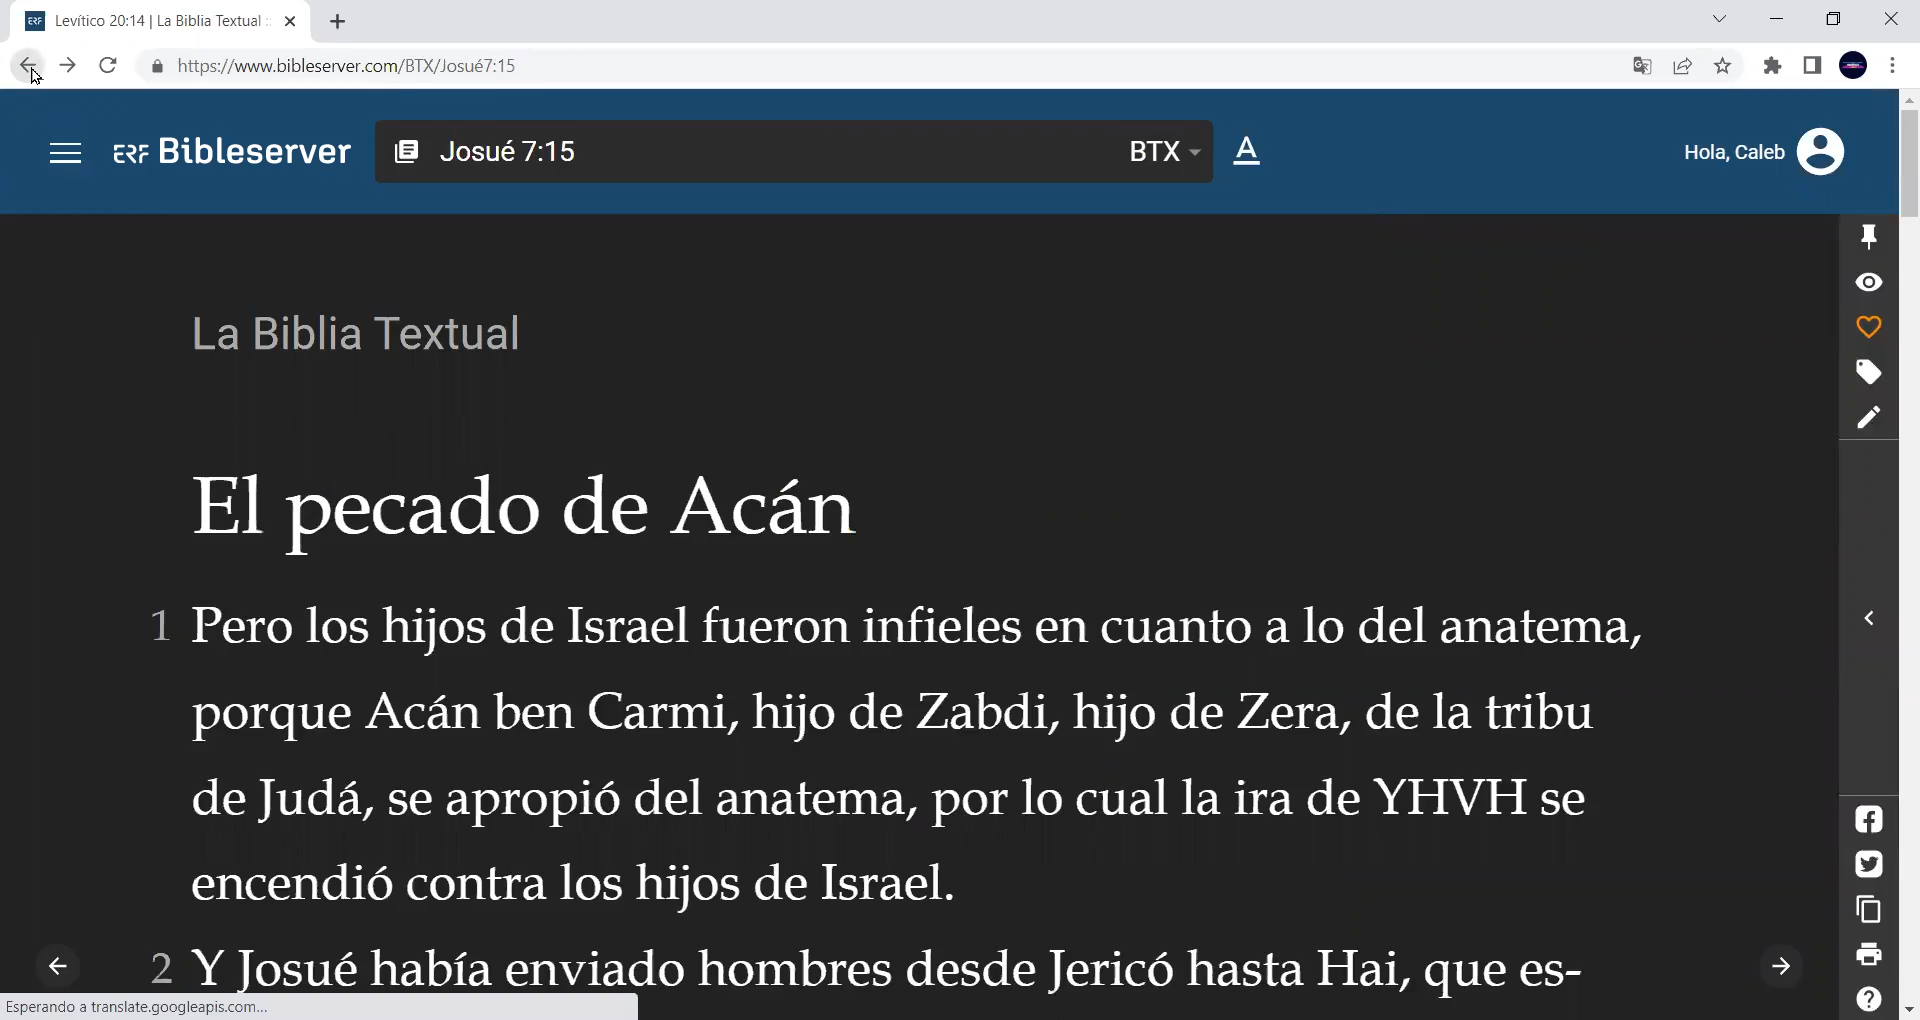 Levítico 20:14 | La Biblia Textual ::
https://www.bibleserver.com/BTX/Josué7:15
ERF Bibleserver
Josué 7:15
BTX
A
Hola, Caleb
La Biblia Textual
El pecado de Acán
1 Pero los hijos de Israel fueron infieles en cuanto a lo del anatema,
porque Acán ben Carmi, hijo de Zabdi, hijo de Zera, de la tribu
de Judá, se apropió del anatema, por lo cual la ira de YHVH se
encendió contra los hijos de Israel.
2 Y Josué había enviado hombres desde Jericó hasta Hai, que es-
Esperando a translate.googleapis.com...